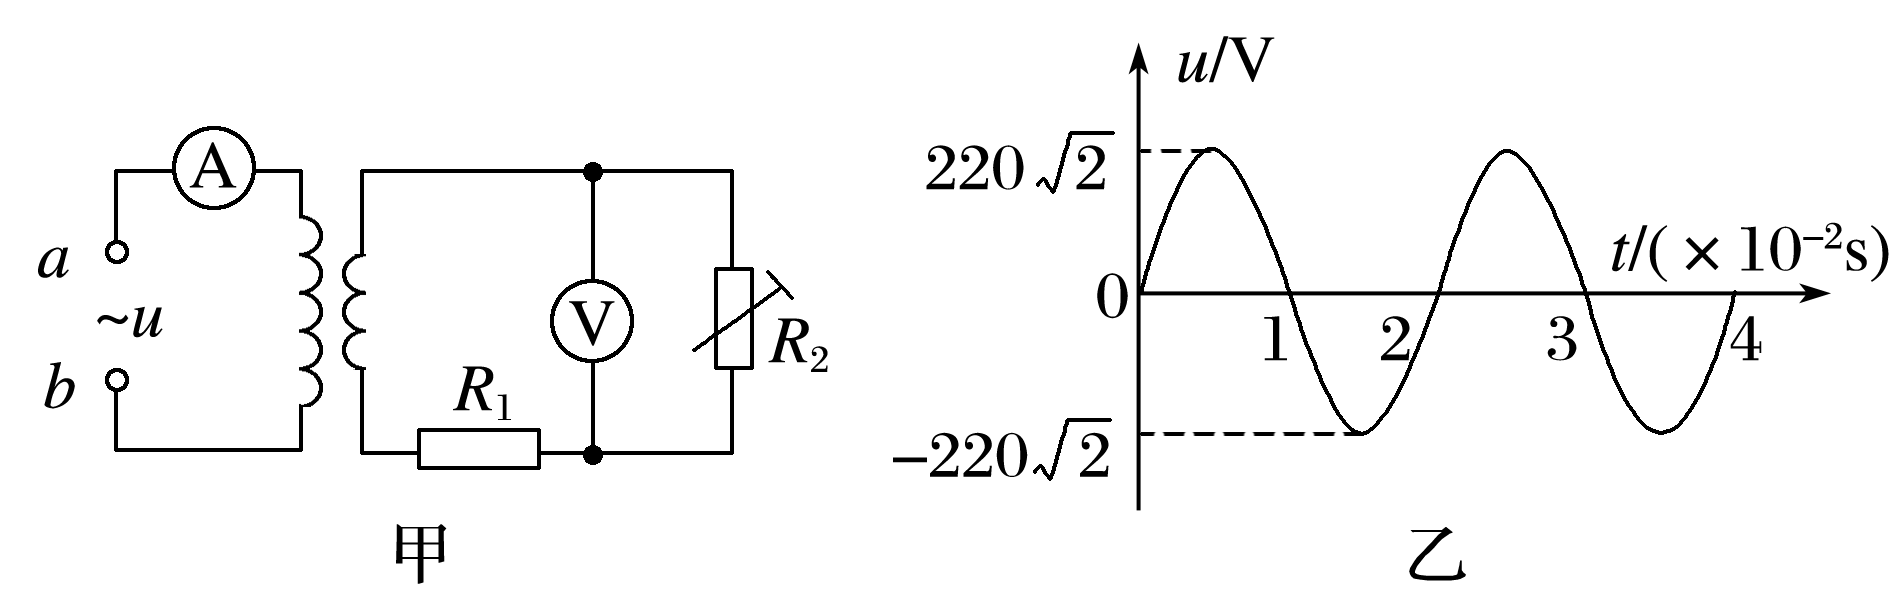 A
a
~u
b
V
R₁
R₂
甲
u/V
220√2
0
1
2
3
4
t/(×10⁻²s)
−220√2
乙